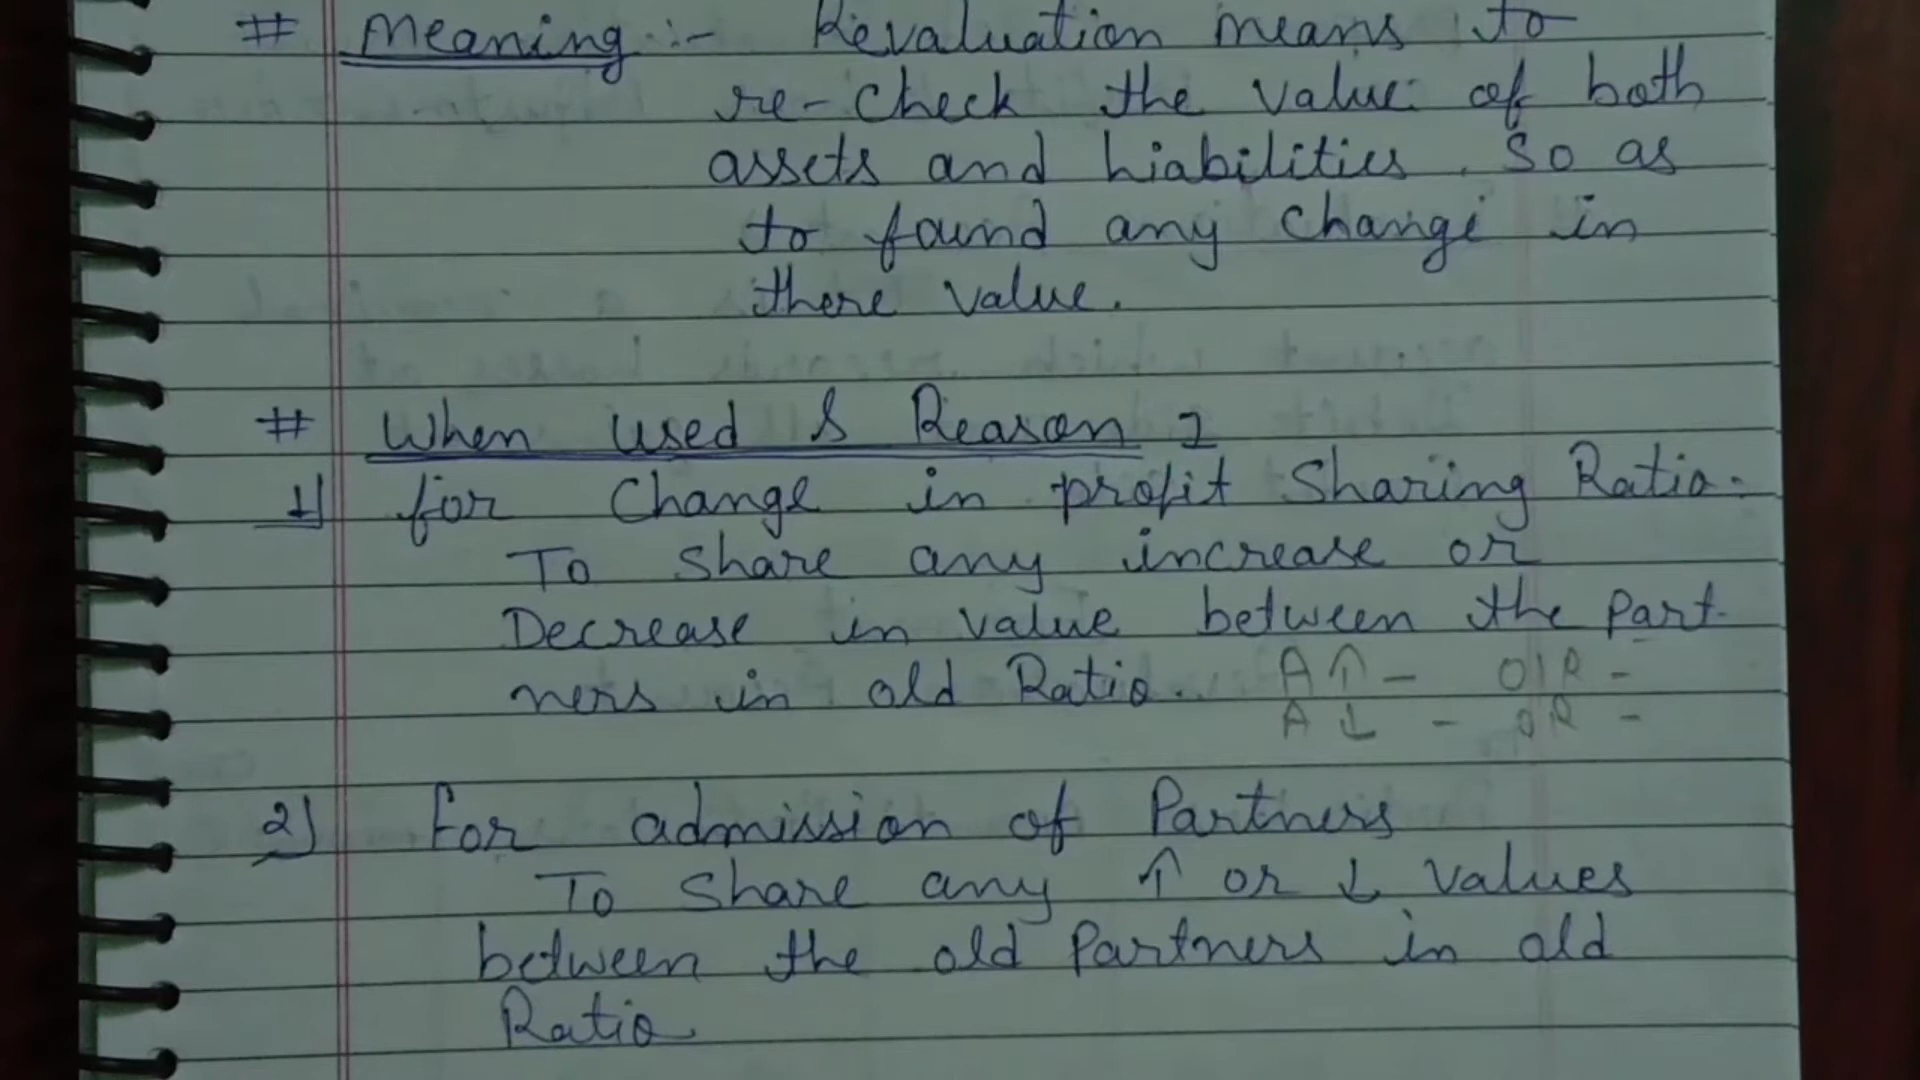 # Meaning :- Revaluation means to
re-check the value of both
assets and Liabilities. So as
to found any change in
there value.
# When used & Reason :
1) for Change in profit Sharing Ratio.
To share any increase or
Decrease in value between the Part-
ners in old Ratio. A↑ - O|R -
A ↓ - OR -
2) For admission of Partners
To share any ↑ or ↓ values
between the old Partners in old
Ratio